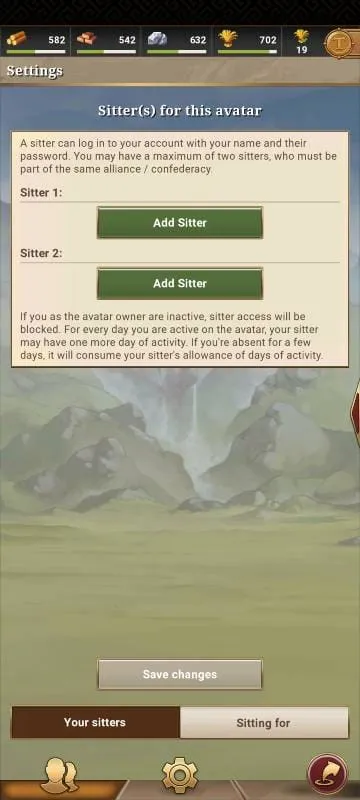 582 542 632 702 19
Settings
Sitter(s) for this avatar
A sitter can log in to your account with your name and their
password. You may have a maximum of two sitters, who must be
part of the same alliance / confederacy.
Sitter 1:
Add Sitter
Sitter 2:
Add Sitter
If you as the avatar owner are inactive, sitter access will be
blocked. For every day you are active on the avatar, your sitter
may have one more day of activity. If you're absent for a few
days, it will consume your sitter's allowance of days of activity.
Save changes
Your sitters Sitting for